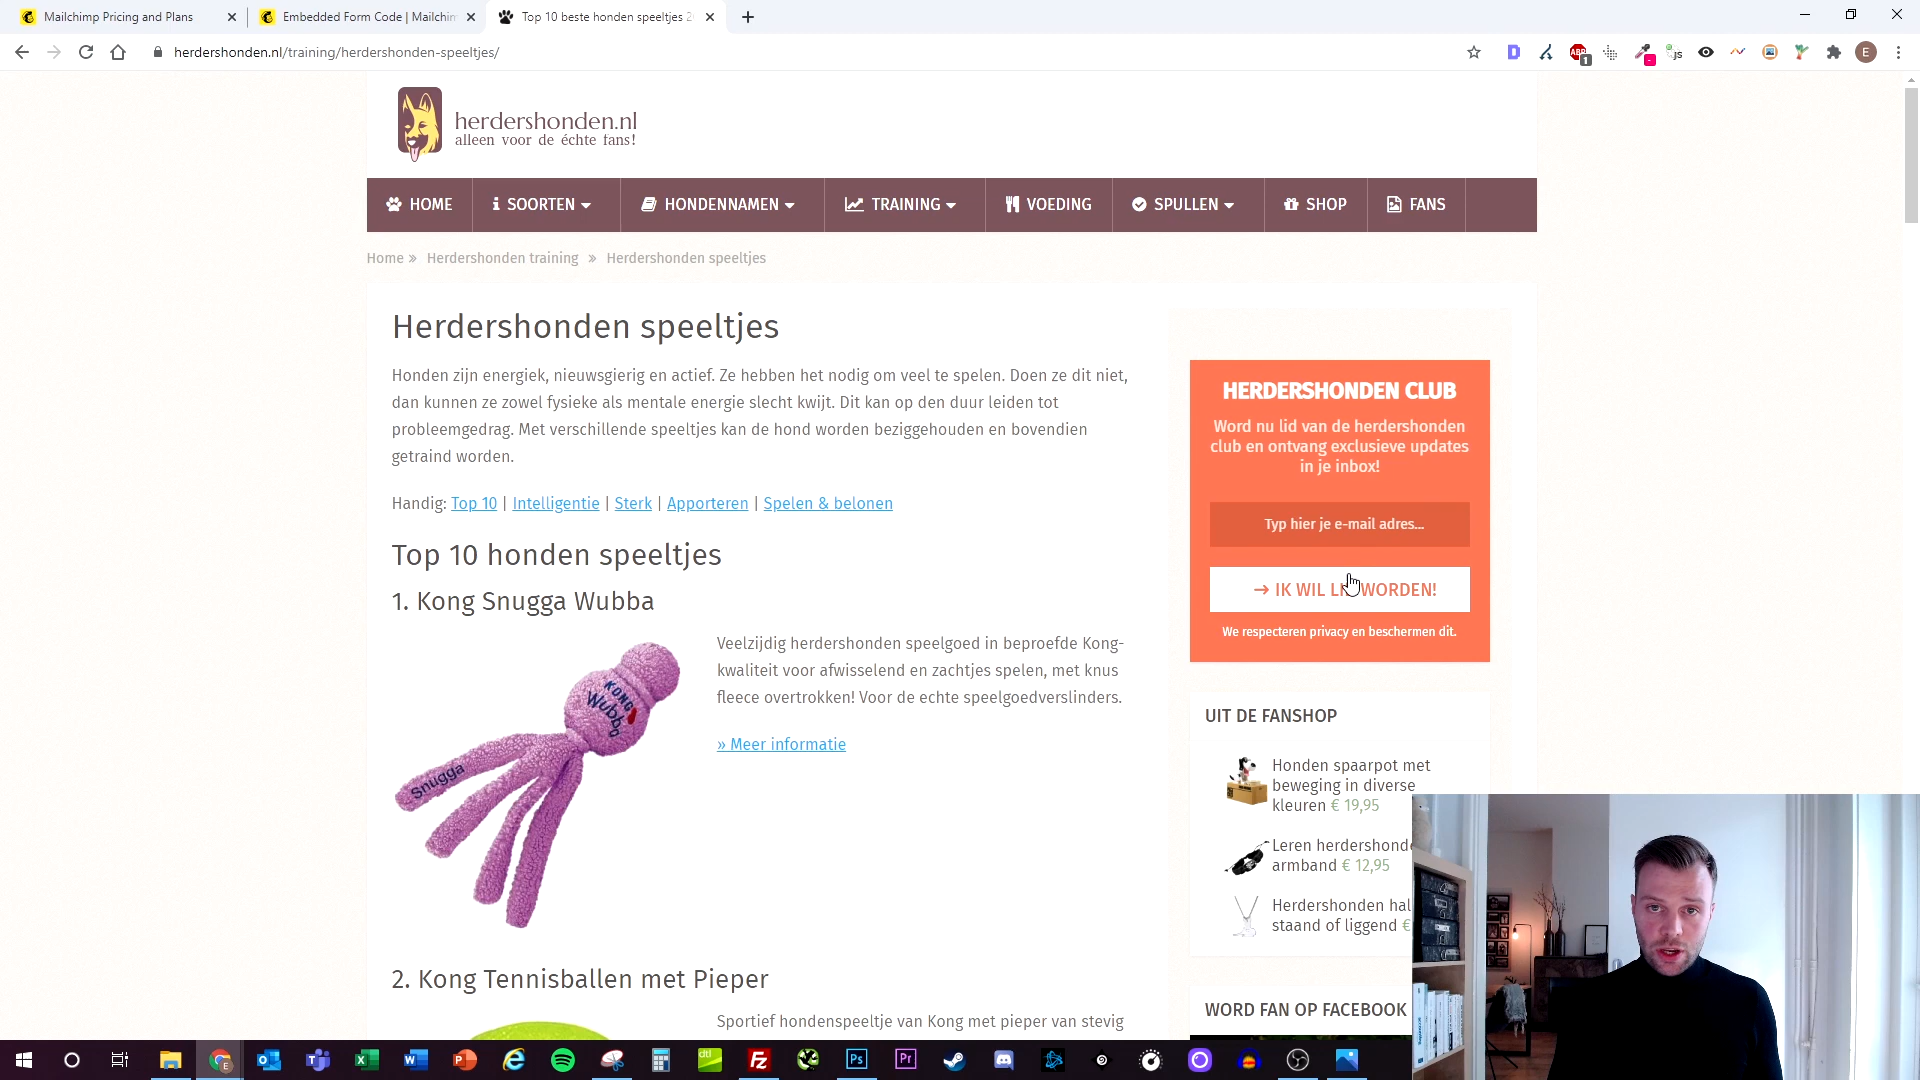 Mailchimp Pricing and Plans
Embedded Form Code | Mailchim
Top 10 beste honden speeltjes 2
herdershonden.nl/training/herdershonden-speeltjes/
ABP
1
JS
E
herdershonden.nl
alleen voor de échte fans!
HOME
SOORTEN
HONDENNAMEN
TRAINING
VOEDING
SPULLEN
SHOP
FANS
Home » Herdershonden training » Herdershonden speeltjes
Herdershonden speeltjes
Honden zijn energiek, nieuwsgierig en actief. Ze hebben het nodig om veel te spelen. Doen ze dit niet,
dan kunnen ze zowel fysieke als mentale energie slecht kwijt. Dit kan op den duur leiden tot
probleemgedrag. Met verschillende speeltjes kan de hond worden beziggehouden en bovendien
getraind worden.
Handig: Top 10 | Intelligentie | Sterk | Apporteren | Spelen & belonen
Top 10 honden speeltjes
1. Kong Snugga Wubba
KONG
Wubba
Snugga
Veelzijdig herdershonden speelgoed in beproefde Kong-
kwaliteit voor afwisselend en zachtjes spelen, met knus
fleece overtrokken! Voor de echte speelgoedverslinders.
» Meer informatie
2. Kong Tennisballen met Pieper
Sportief hondenspeeltje van Kong met pieper van stevig
HERDERSHONDEN CLUB
Word nu lid van de herdershonden
club en ontvang exclusieve updates
in je inbox!
Typ hier je e-mail adres...
→ IK WIL LI WORDEN!
We respecteren privacy en beschermen dit.
UIT DE FANSHOP
Honden spaarpot met
beweging in diverse
kleuren € 19,95
Leren herdershonde
armband € 12,95
Herdershonden hal
staand of liggend €
WORD FAN OP FACEBOOK
dtl
Ps
Pr